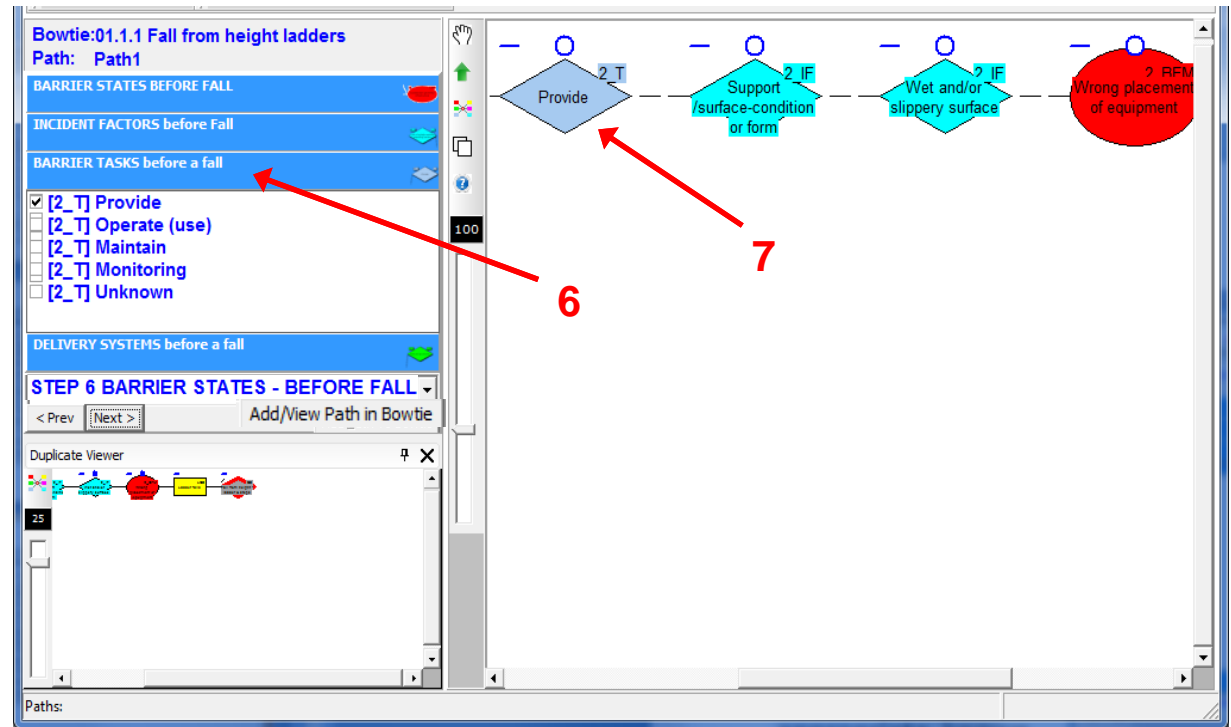 Bowtie:01.1.1 Fall from height ladders
Path: Path1
BARRIER STATES BEFORE FALL
INCIDENT FACTORS before Fall
BARRIER TASKS before a fall
[2_T] Provide
[2_T] Operate (use)
[2_T] Maintain
[2_T] Monitoring
[2_T] Unknown
DELIVERY SYSTEMS before a fall
STEP 6 BARRIER STATES - BEFORE FALL
< Prev
Next >
Add/View Path in Bowtie
Duplicate Viewer
25
Paths:
100
2_T
Provide
2_IF
Support
/surface-condition
or form
2_IF
Wet and/or
slippery surface
Wrong placement
of equipment
6
7